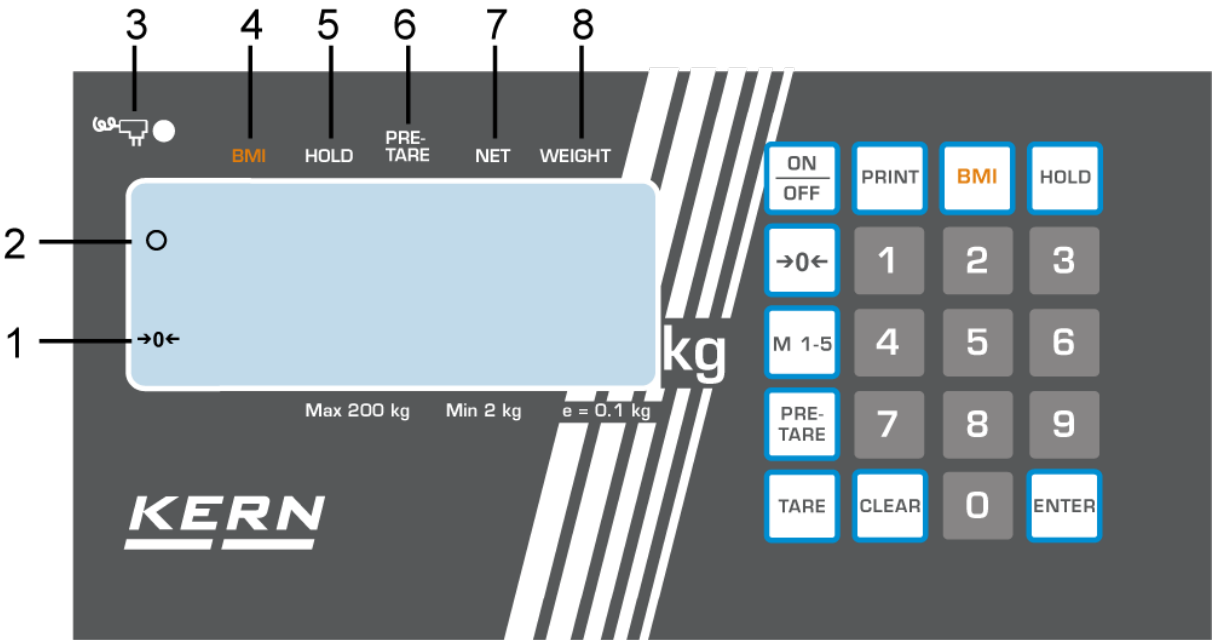 3 4 5 6 7 8
PRE-
BMI HOLD TARE NET WEIGHT
2
1 →0←
kg
Max 200 kg Min 2 kg e = 0.1 kg
KERN
ON
OFF
PRINT BMI HOLD
→0← 1 2 3
M 1-5 4 5 6
PRE-
TARE
7 8 9
TARE CLEAR 0 ENTER